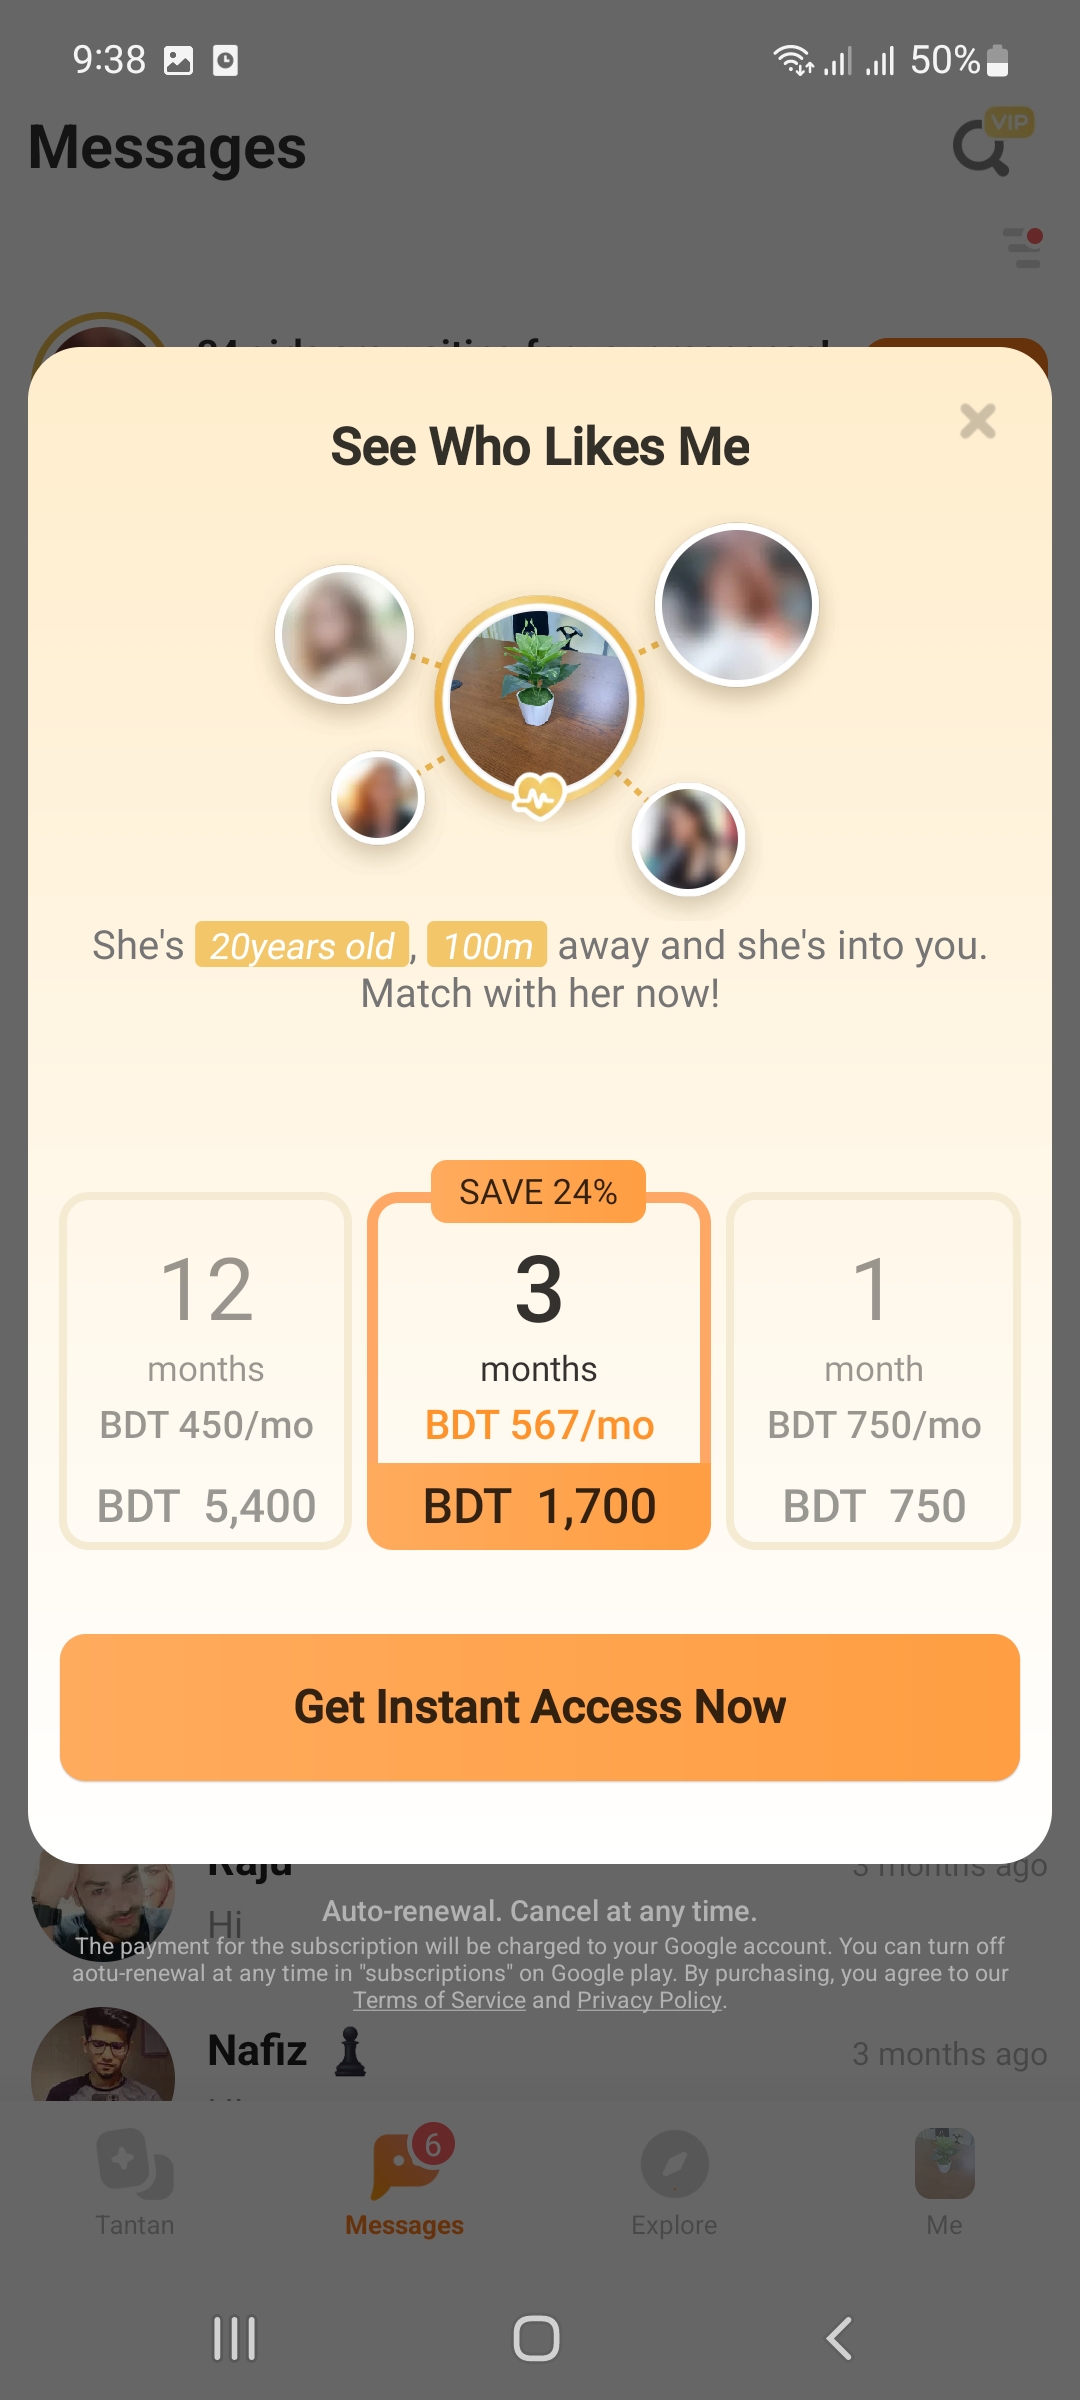 9:38
50%
Messages
VIP
See Who Likes Me
She's 20years old, 100m away and she's into you.
Match with her now!
SAVE 24%
12
months
BDT 450/mo
BDT 5,400
3
months
BDT 567/mo
BDT 1,700
1
month
BDT 750/mo
BDT 750
Get Instant Access Now
Raju
3 months ago
Hi
Auto-renewal. Cancel at any time.
The payment for the subscription will be charged to your Google account. You can turn off
aotu-renewal at any time in "subscriptions" on Google play. By purchasing, you agree to our
Terms of Service and Privacy Policy.
Nafiz
3 months ago
6
Tantan
Messages
Explore
Me